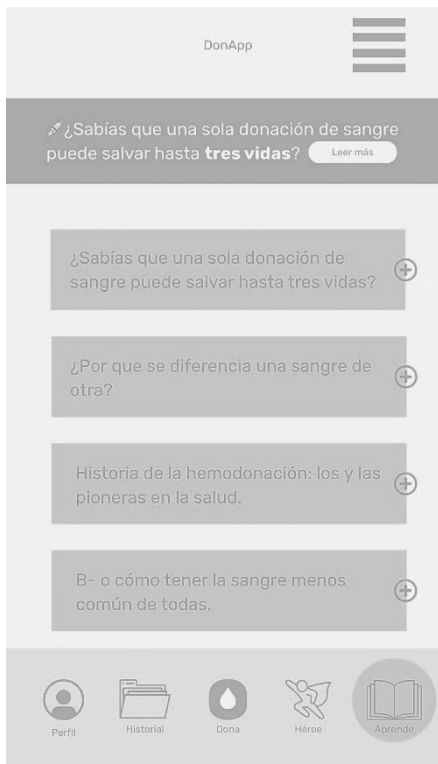 DonApp
¿Sabías que una sola donación de sangre
puede salvar hasta tres vidas? Leer más
¿Sabías que una sola donación de
sangre puede salvar hasta tres vidas?
¿Por que se diferencia una sangre de
otra?
Historia de la hemodonación: los y las
pioneras en la salud.
B- o cómo tener la sangre menos
común de todas.
Perfil Historial Dona Héroe Aprende